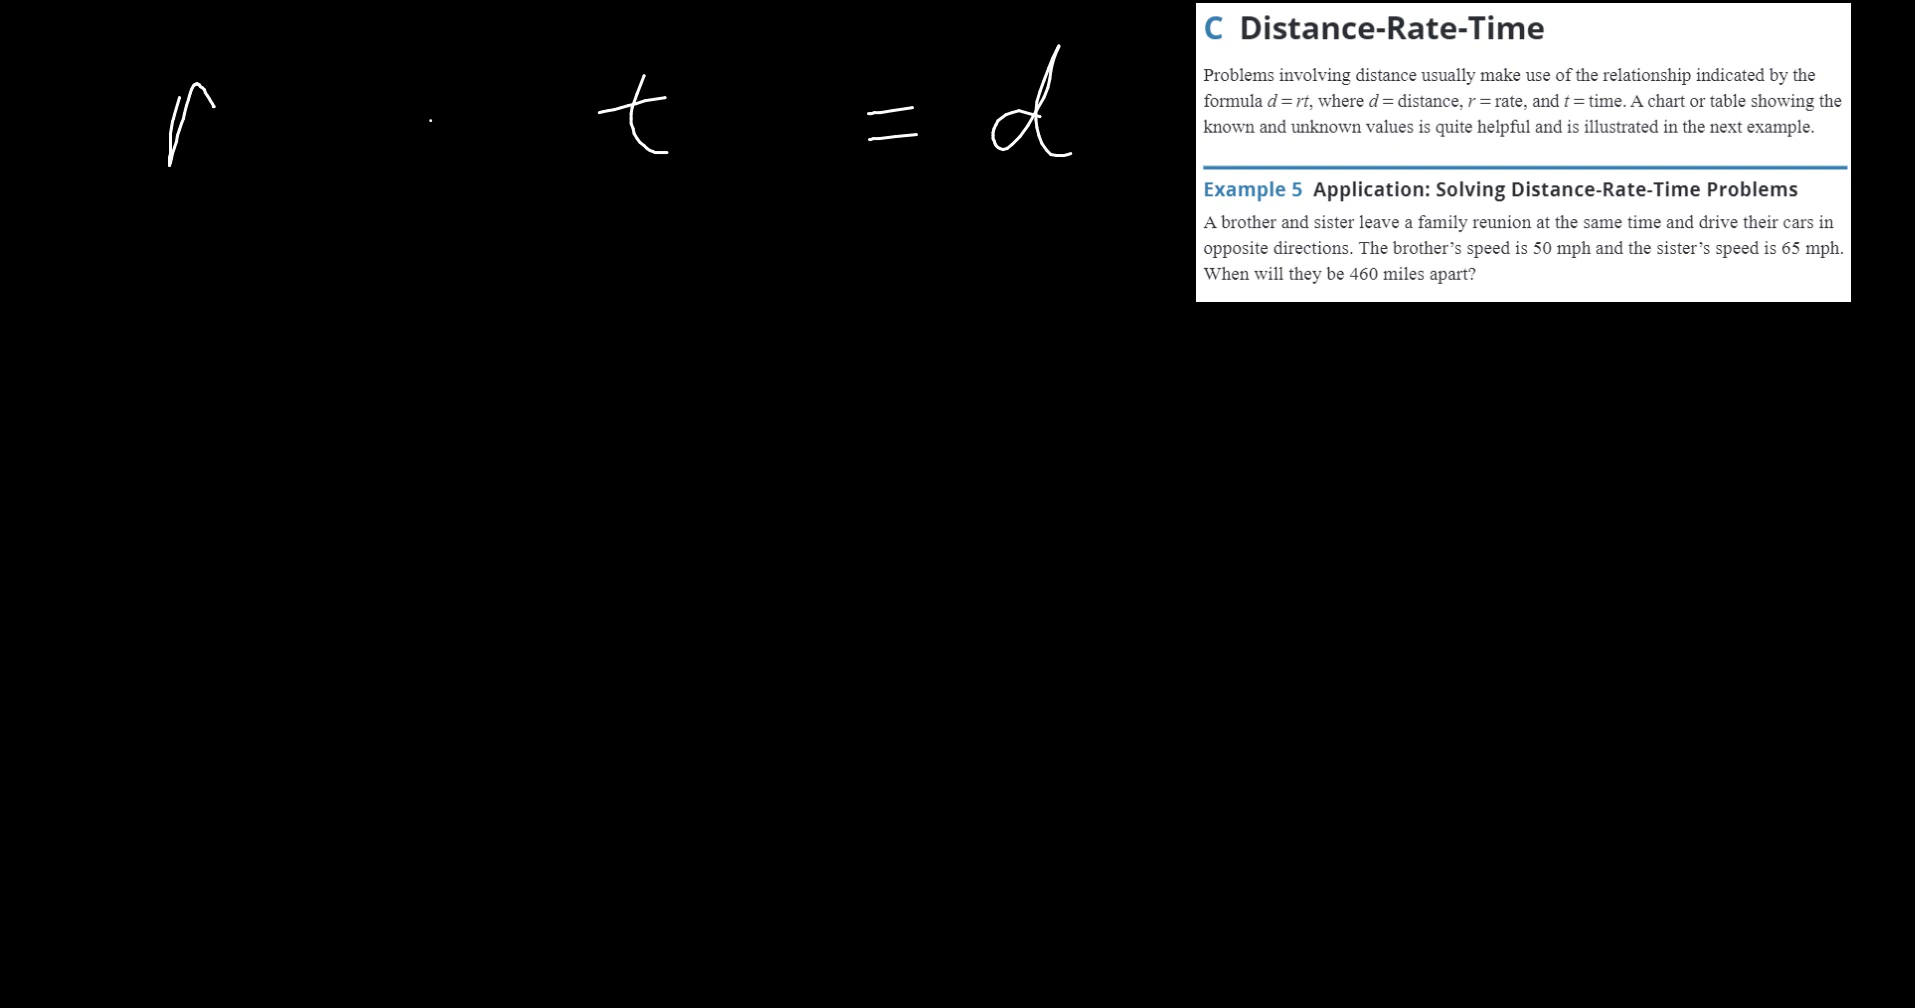 r · t = d
C Distance-Rate-Time
Problems involving distance usually make use of the relationship indicated by the
formula d = rt, where d = distance, r = rate, and t = time. A chart or table showing the
known and unknown values is quite helpful and is illustrated in the next example.
Example 5 Application: Solving Distance-Rate-Time Problems
A brother and sister leave a family reunion at the same time and drive their cars in
opposite directions. The brother’s speed is 50 mph and the sister’s speed is 65 mph.
When will they be 460 miles apart?